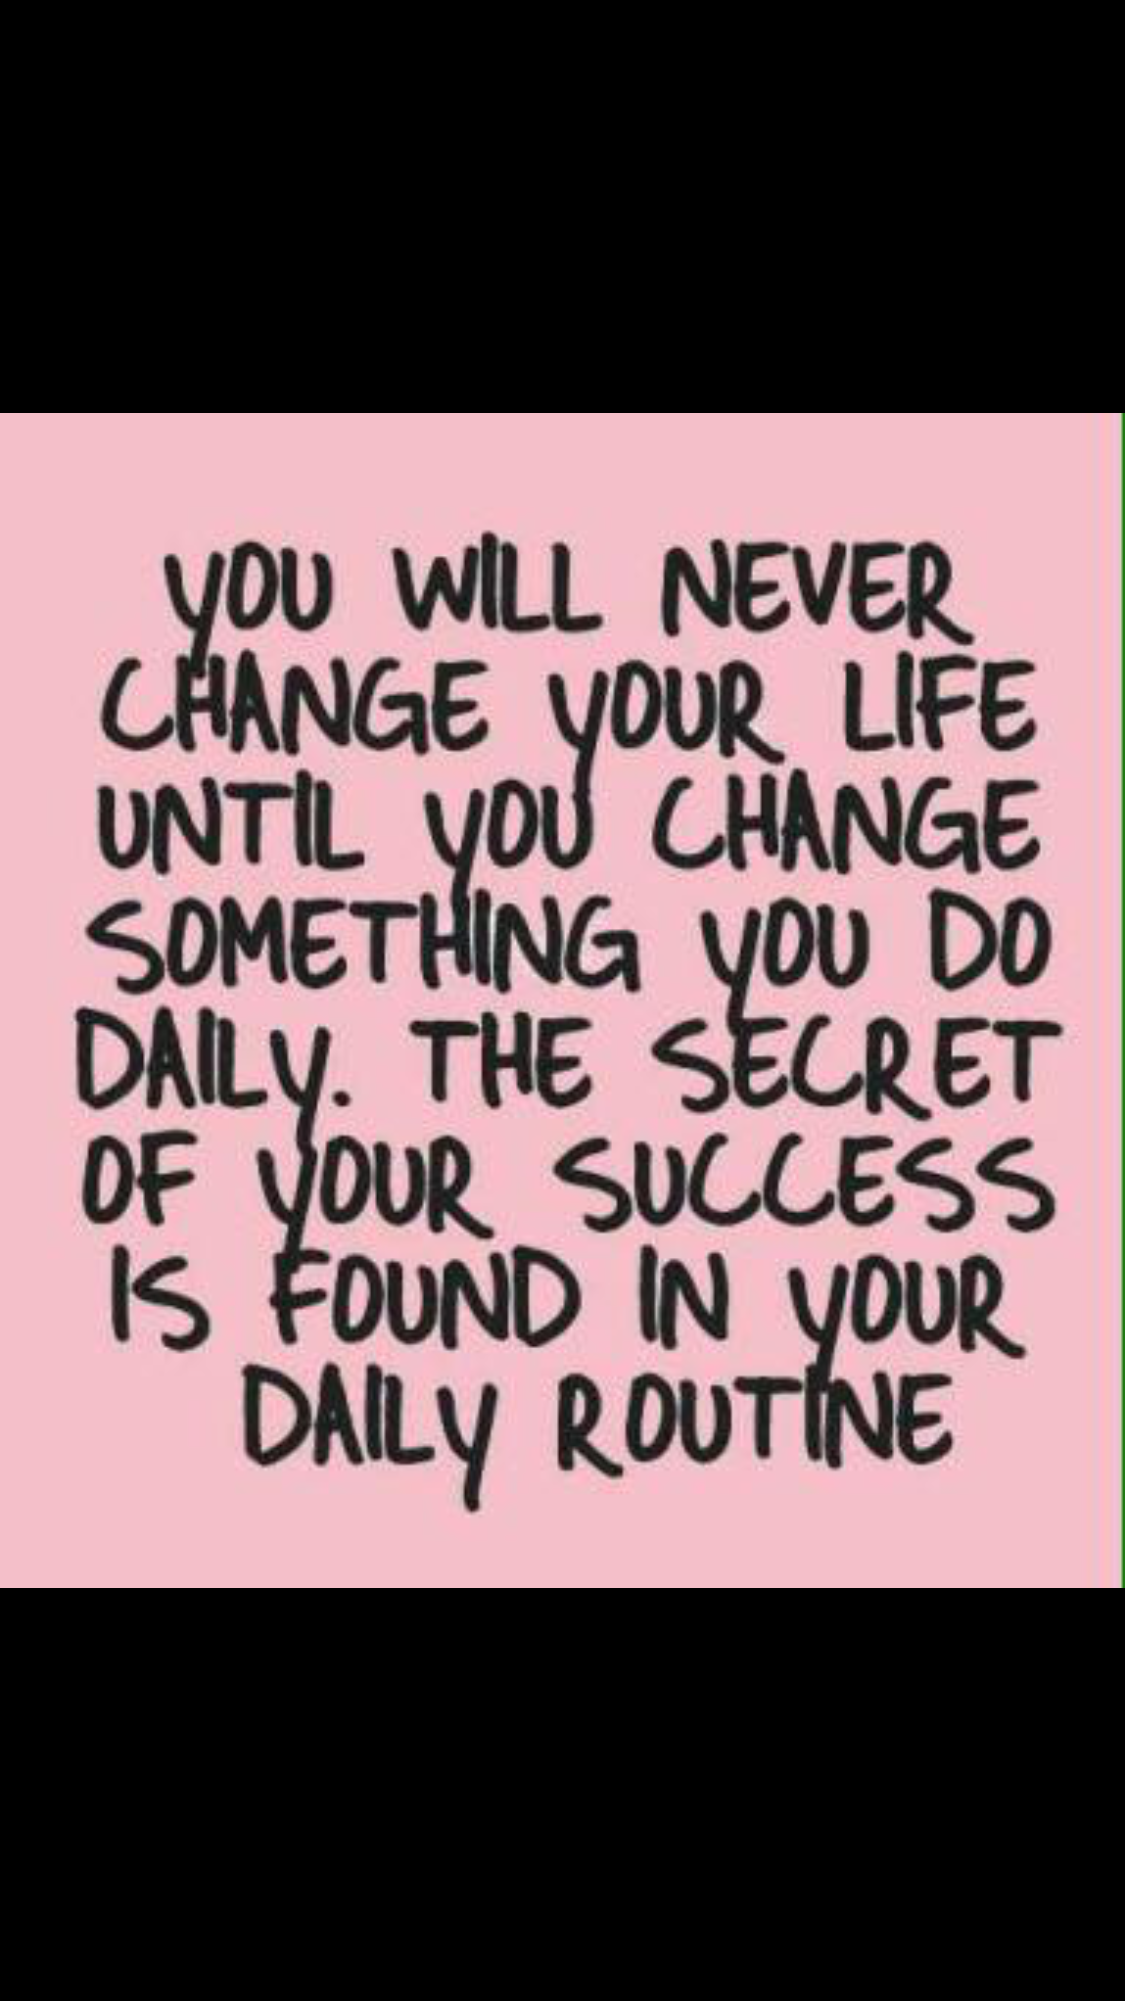 YOU WILL NEVER
CHANGE YOUR LIFE
UNTIL YOU CHANGE
SOMETHING YOU DO
DAILY. THE SECRET
OF YOUR SUCCESS
IS FOUND IN YOUR
DAILY ROUTINE